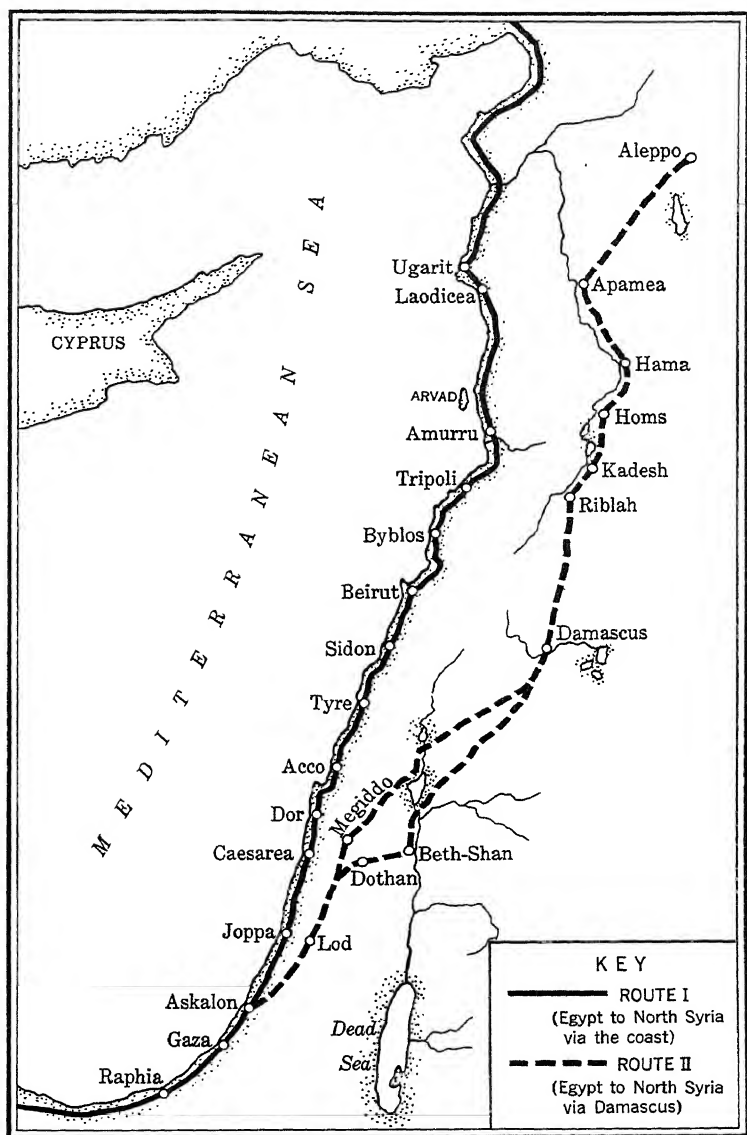 Aleppo
Ugarit
Laodicea
Apamea
CYPRUS
MEDITERRANEAN SEA
Hama
ARVAD
Homs
Amurru
Kadesh
Tripoli
Riblah
Byblos
Beirut
Damascus
Sidon
Tyre
Acco
Megiddo
Dor
Caesarea
Beth-Shan
Dothan
Joppa
Lod
Askalon
Gaza
Dead
Sea
Raphia
KEY
ROUTE I
(Egypt to North Syria
via the coast)
ROUTE II
(Egypt to North Syria
via Damascus)